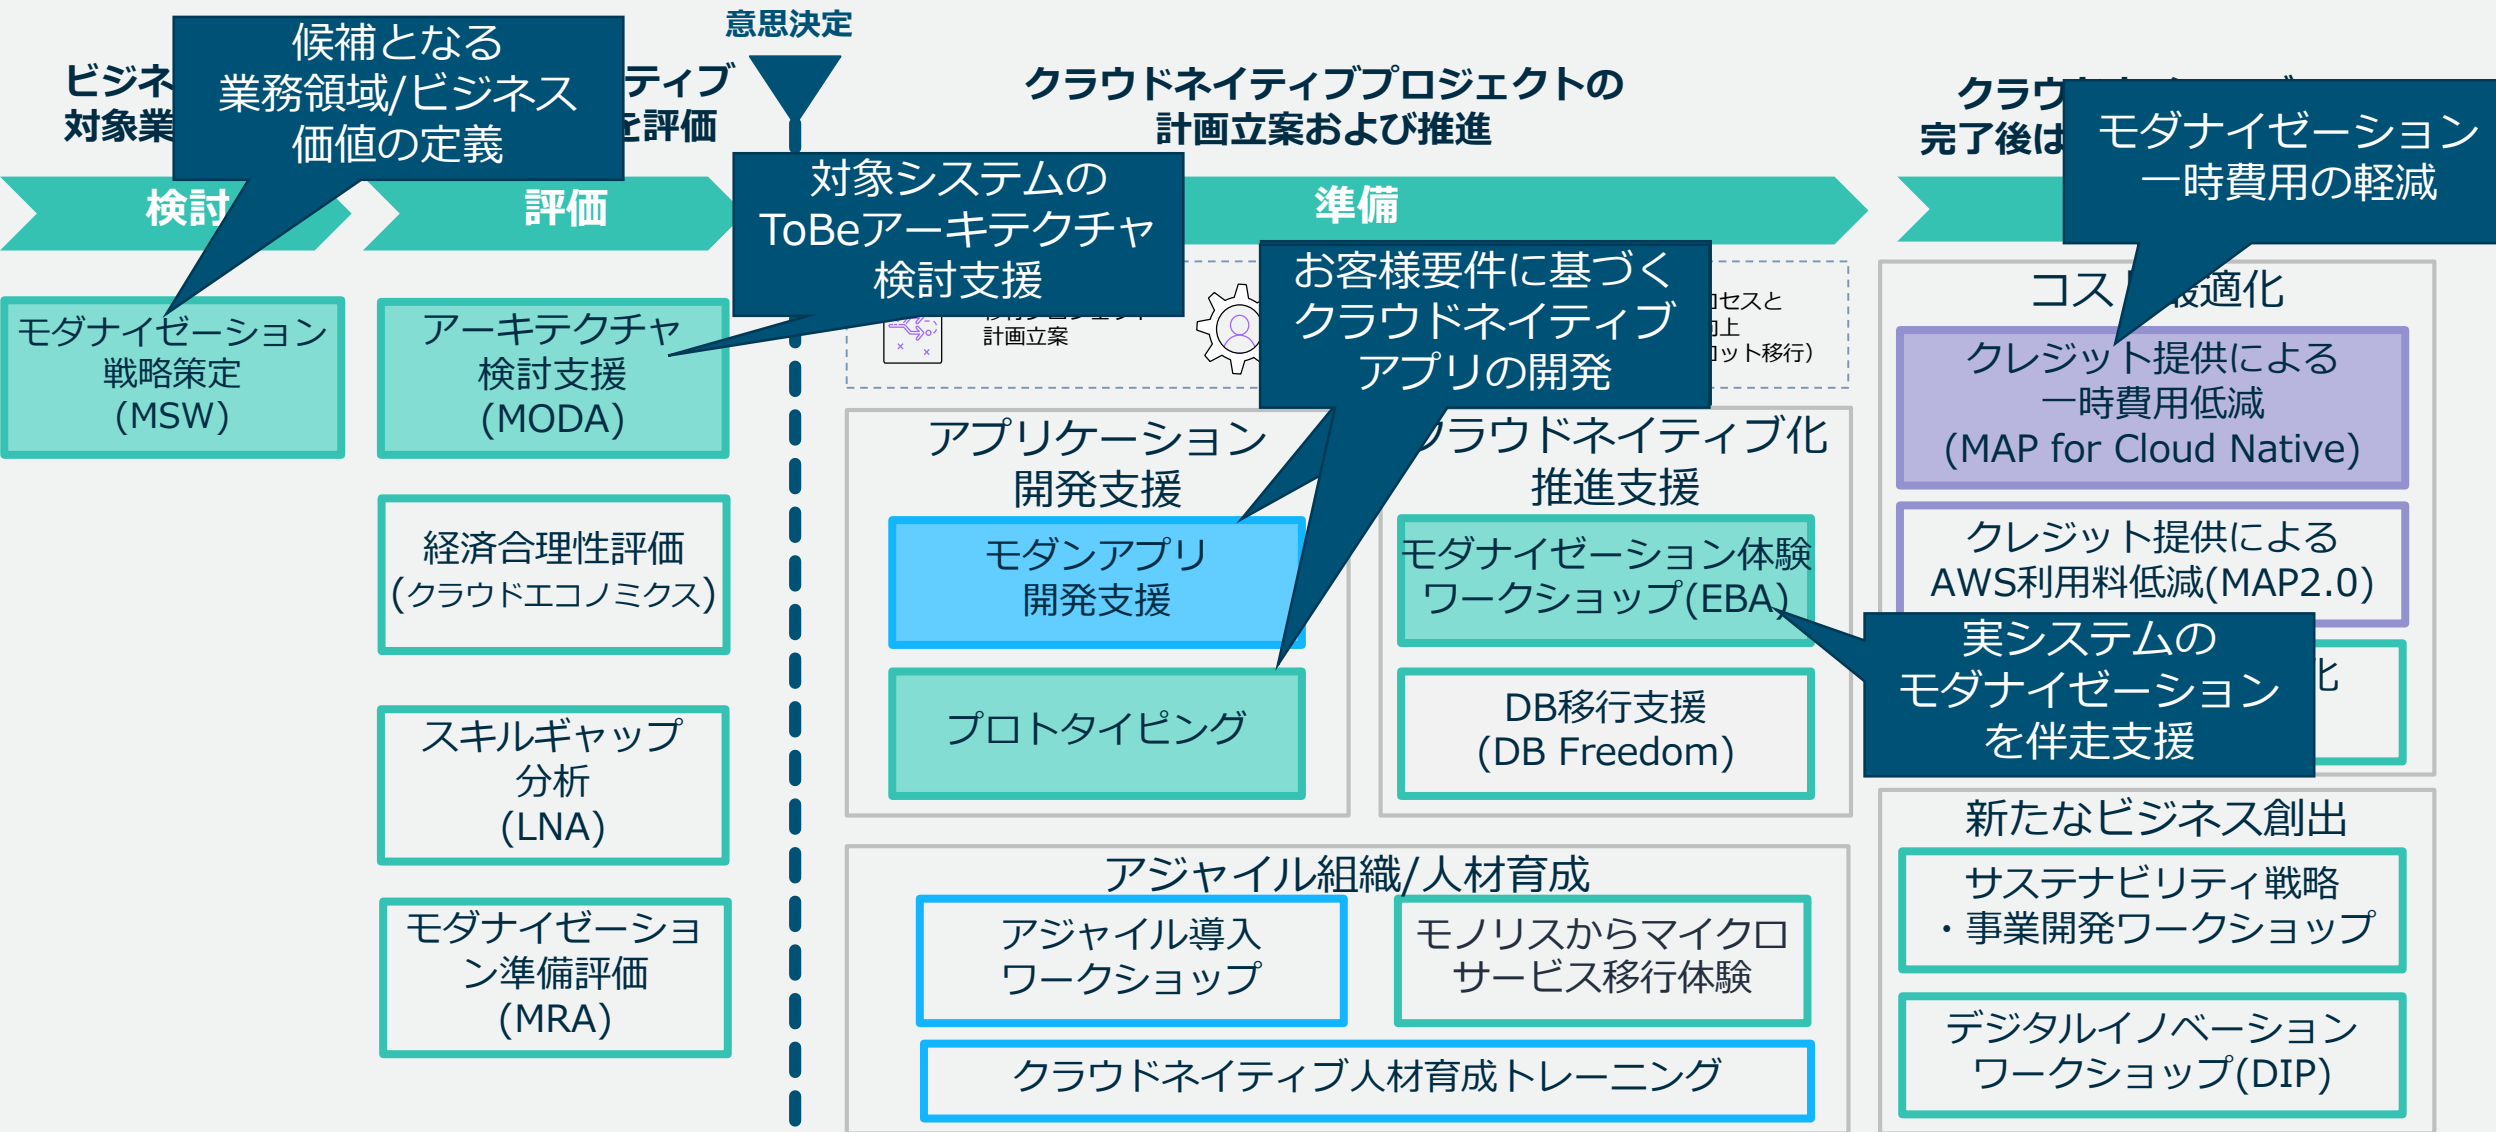 意思決定
候補となる
業務領域/ビジネス
価値の定義
ビジネ
対象業
ティブ
を評価
クラウドネイティブプロジェクトの
計画立案および推進
完了後は
モダナイゼーション
一時費用の軽減
検討
評価
準備
対象システムの
ToBeアーキテクチャ
検討支援
お客様要件に基づく
クラウドネイティブ
アプリの開発
計画立案
セスと
向上
ロット移行）
モダナイゼーション
戦略策定
(MSW)
アーキテクチャ
検討支援
(MODA)
経済合理性評価
(クラウドエコノミクス)
スキルギャップ
分析
(LNA)
モダナイゼーショ
ン準備評価
(MRA)
アプリケーション
開発支援
モダンアプリ
開発支援
プロトタイピング
クラウドネイティブ化
推進支援
モダナイゼーション体験
ワークショップ(EBA)
DB移行支援
(DB Freedom)
アジャイル組織/人材育成
アジャイル導入
ワークショップ
モノリスからマイクロ
サービス移行体験
クラウドネイティブ人材育成トレーニング
コスト最適化
クレジット提供による
一時費用低減
(MAP for Cloud Native)
クレジット提供による
AWS利用料低減(MAP2.0)
実システムの
モダナイゼーション
を伴走支援
化
新たなビジネス創出
サステナビリティ戦略
・事業開発ワークショップ
デジタルイノベーション
ワークショップ(DIP)